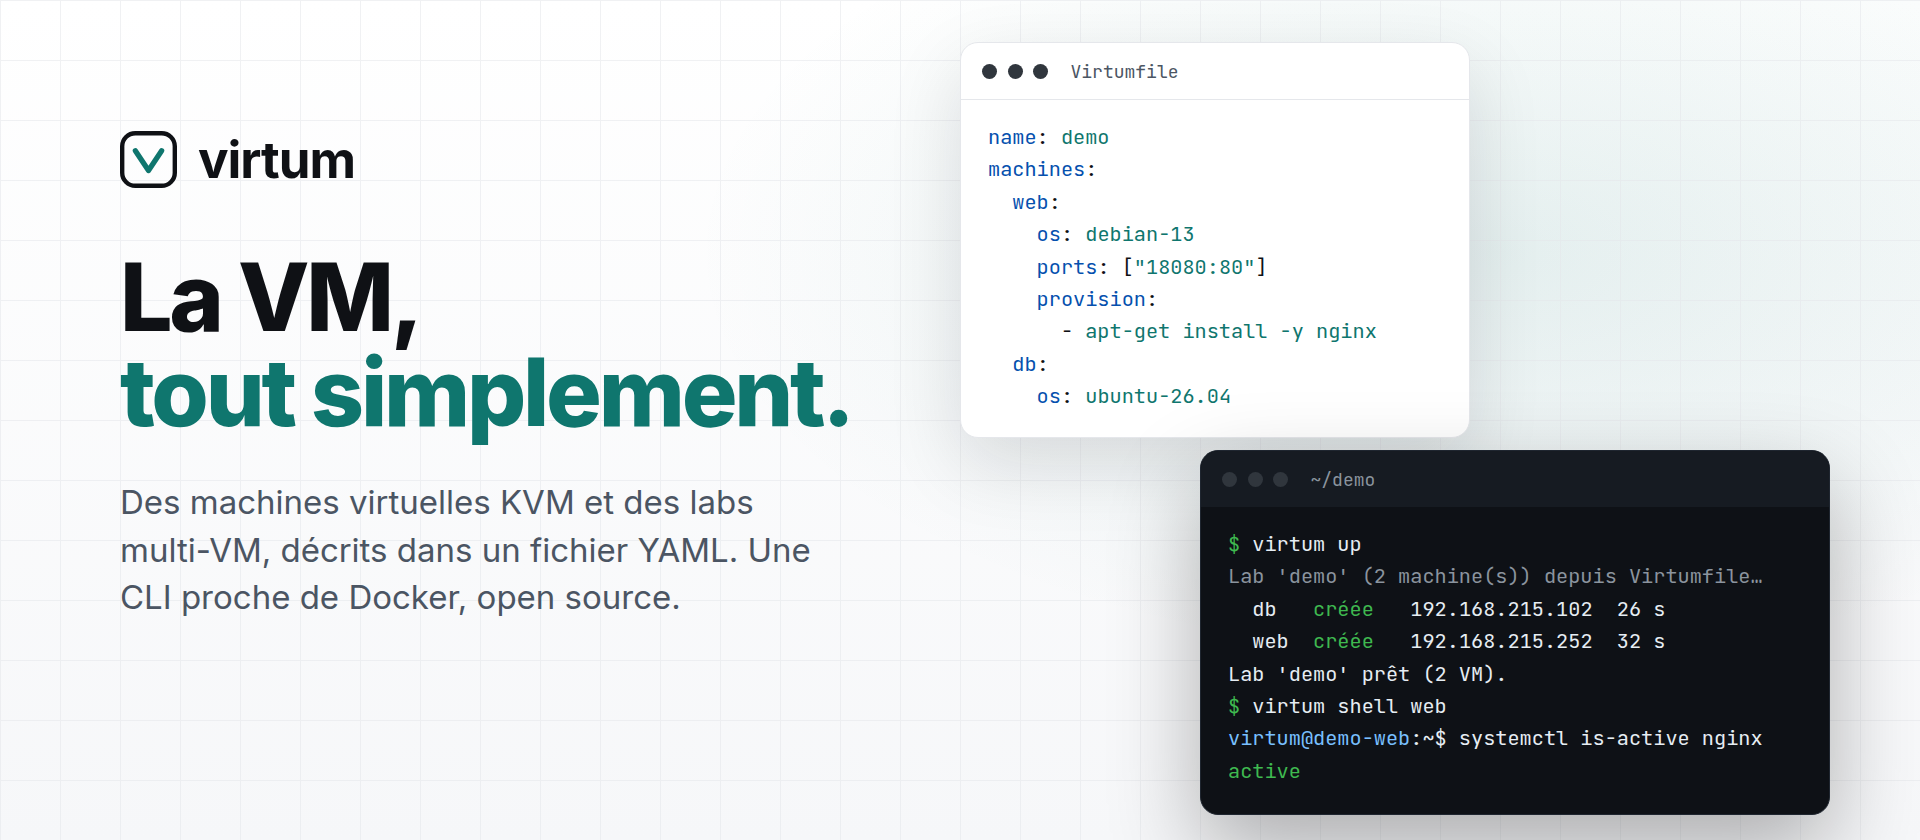 virtum
La VM,
tout simplement.
Des machines virtuelles KVM et des labs
multi-VM, décrits dans un fichier YAML. Une
CLI proche de Docker, open source.
Virtumfile
name: demo
machines:
  web:
    os: debian-13
    ports: ["18080:80"]
    provision:
      - apt-get install -y nginx
  db:
    os: ubuntu-26.04
~/demo
$ virtum up
Lab 'demo' (2 machine(s)) depuis Virtumfile…
  db   créée   192.168.215.102  26 s
  web  créée   192.168.215.252  32 s
Lab 'demo' prêt (2 VM).
$ virtum shell web
virtum@demo-web:~$ systemctl is-active nginx
active